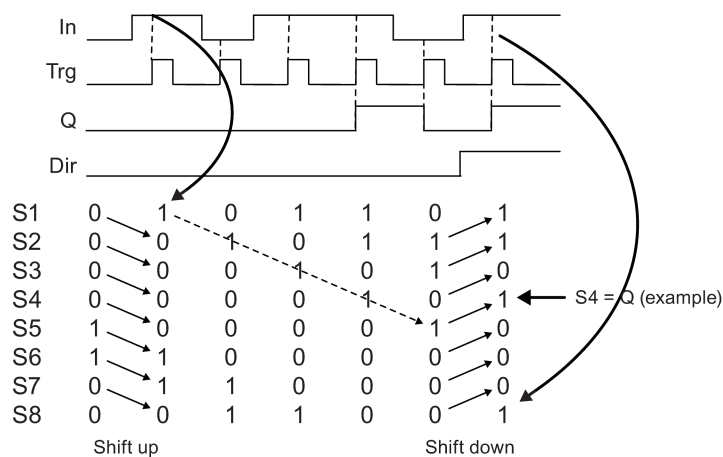 In
Trg
Q
Dir
S1 0 1 0 1 1 0 1
S2 0 0 1 0 1 1 1
S3 0 0 0 1 0 1 0
S4 0 0 0 0 1 0 1 S4 = Q (example)
S5 1 0 0 0 0 1 0
S6 1 1 0 0 0 0 0
S7 0 1 1 0 0 0 0
S8 0 0 1 1 0 0 1
Shift up Shift down